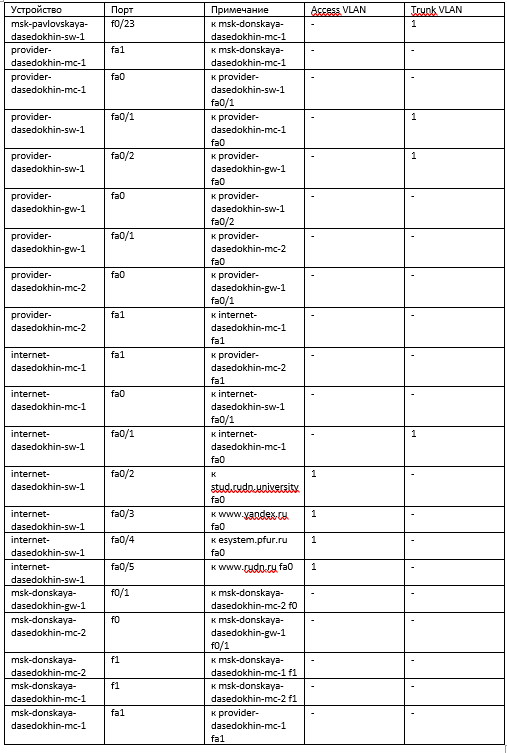 Устройство Порт Примечание Access VLAN Trunk VLAN
msk-pavlovskaya- f0/23 к msk-donskaya- - 1
dasedokhin-sw-1 dasedokhin-mc-1
provider- fa1 к msk-donskaya- - -
dasedokhin-mc-1 dasedokhin-mc-1
provider- fa0 к provider- - -
dasedokhin-mc-1 dasedokhin-sw-1
fa0/1
provider- fa0/1 к provider- - 1
dasedokhin-sw-1 dasedokhin-mc-1
fa0
provider- fa0/2 к provider- - 1
dasedokhin-sw-1 dasedokhin-gw-1
fa0
provider- fa0 к provider- - -
dasedokhin-gw-1 dasedokhin-sw-1
fa0/2
provider- fa0/1 к provider- - -
dasedokhin-gw-1 dasedokhin-mc-2
fa0
provider- fa0 к provider- - -
dasedokhin-mc-2 dasedokhin-gw-1
fa0/1
provider- fa1 к internet- - -
dasedokhin-mc-2 dasedokhin-mc-1
fa1
internet- fa1 к provider- - -
dasedokhin-mc-1 dasedokhin-mc-2
fa1
internet- fa0 к internet- - -
dasedokhin-mc-1 dasedokhin-sw-1
fa0/1
internet- fa0/1 к internet- - 1
dasedokhin-sw-1 dasedokhin-mc-1
fa0
internet- fa0/2 к 1 -
dasedokhin-sw-1 stud.rudn.university
fa0
internet- fa0/3 к www.yandex.ru 1 -
dasedokhin-sw-1 fa0
internet- fa0/4 к esystem.pfur.ru 1 -
dasedokhin-sw-1 fa0
internet- fa0/5 к www.rudn.ru fa0 1 -
dasedokhin-sw-1
msk-donskaya- f0/1 к msk-donskaya- - -
dasedokhin-gw-1 dasedokhin-mc-2 f0
msk-donskaya- f0 к msk-donskaya- - -
dasedokhin-mc-2 dasedokhin-gw-1
f0/1
msk-donskaya- f1 к msk-donskaya- - -
dasedokhin-mc-2 dasedokhin-mc-1 f1
msk-donskaya- f1 к msk-donskaya- - -
dasedokhin-mc-1 dasedokhin-mc-2 f1
msk-donskaya- fa1 к provider- - -
dasedokhin-mc-1 dasedokhin-mc-1
fa1